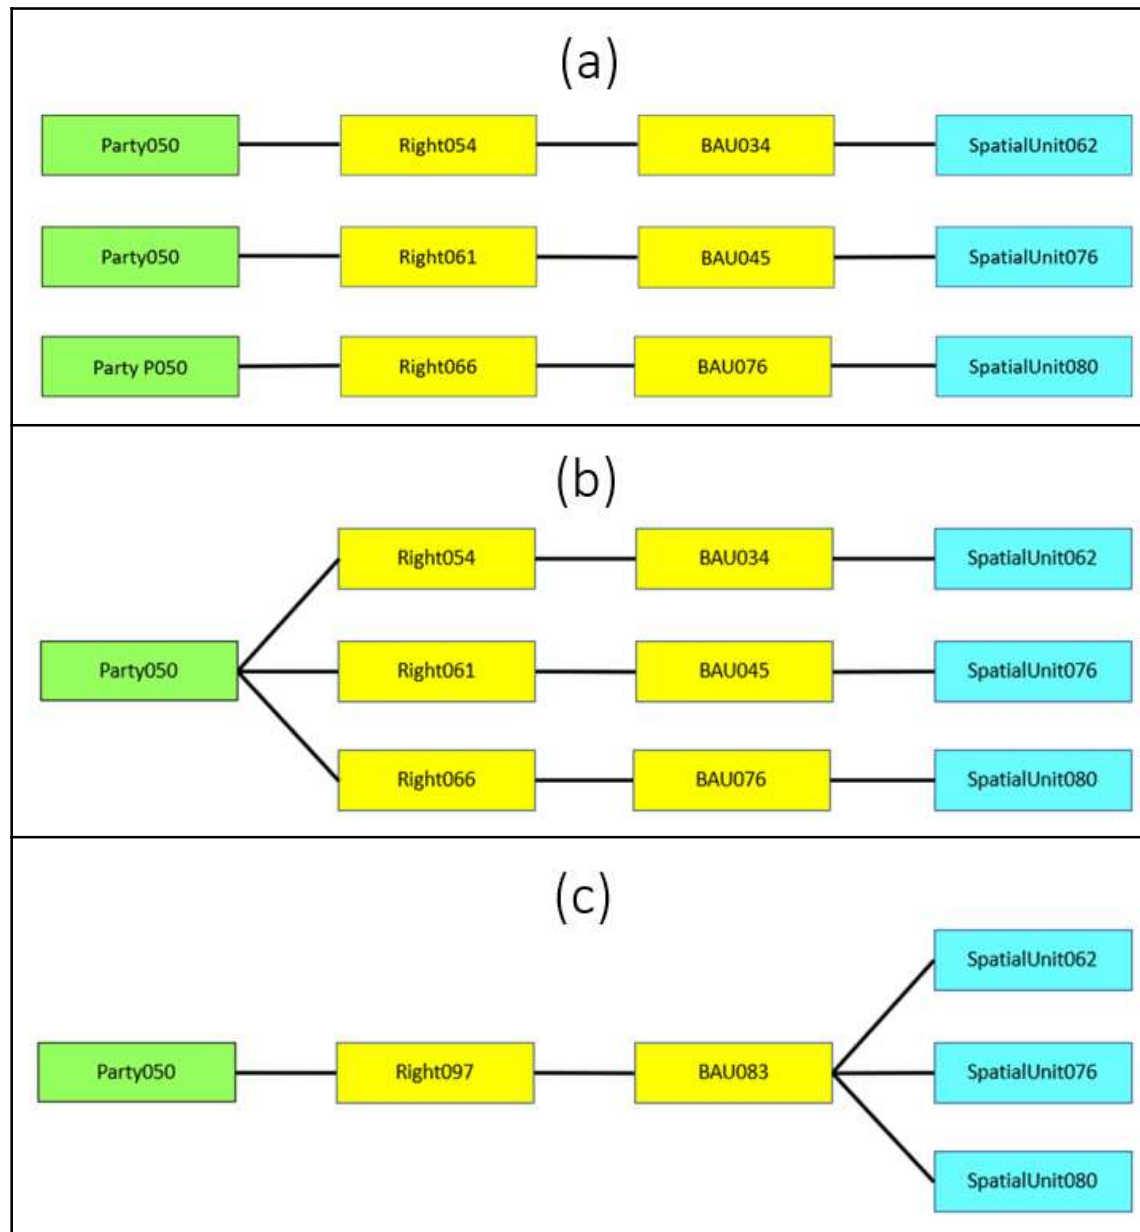 (a)
Party050 Right054 BAU034 SpatialUnit062
Party050 Right061 BAU045 SpatialUnit076
Party P050 Right066 BAU076 SpatialUnit080
(b)
Right054 BAU034 SpatialUnit062
Party050 Right061 BAU045 SpatialUnit076
Right066 BAU076 SpatialUnit080
(c)
SpatialUnit062
Party050 Right097 BAU083 SpatialUnit076
SpatialUnit080